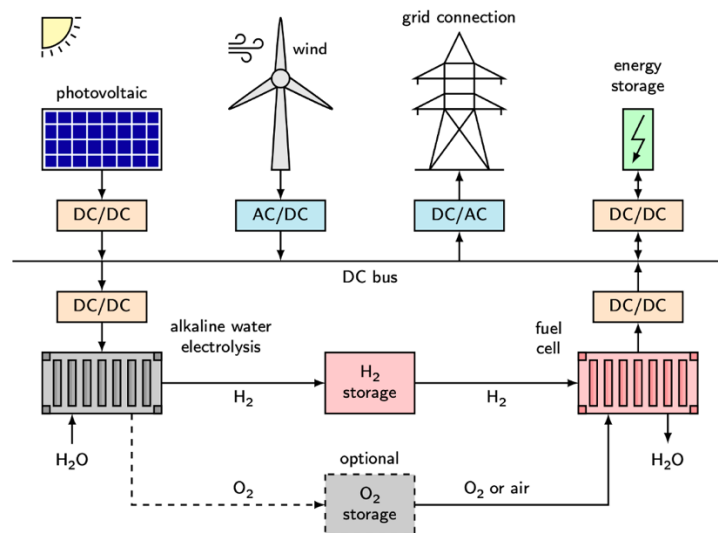 grid connection
wind
energy
storage
photovoltaic
DC/DC
AC/DC
DC/AC
DC/DC
DC bus
DC/DC
DC/DC
alkaline water
electrolysis
fuel
cell
H₂
storage
H₂
H₂
H₂O
H₂O
optional
O₂
O₂
storage
O₂ or air